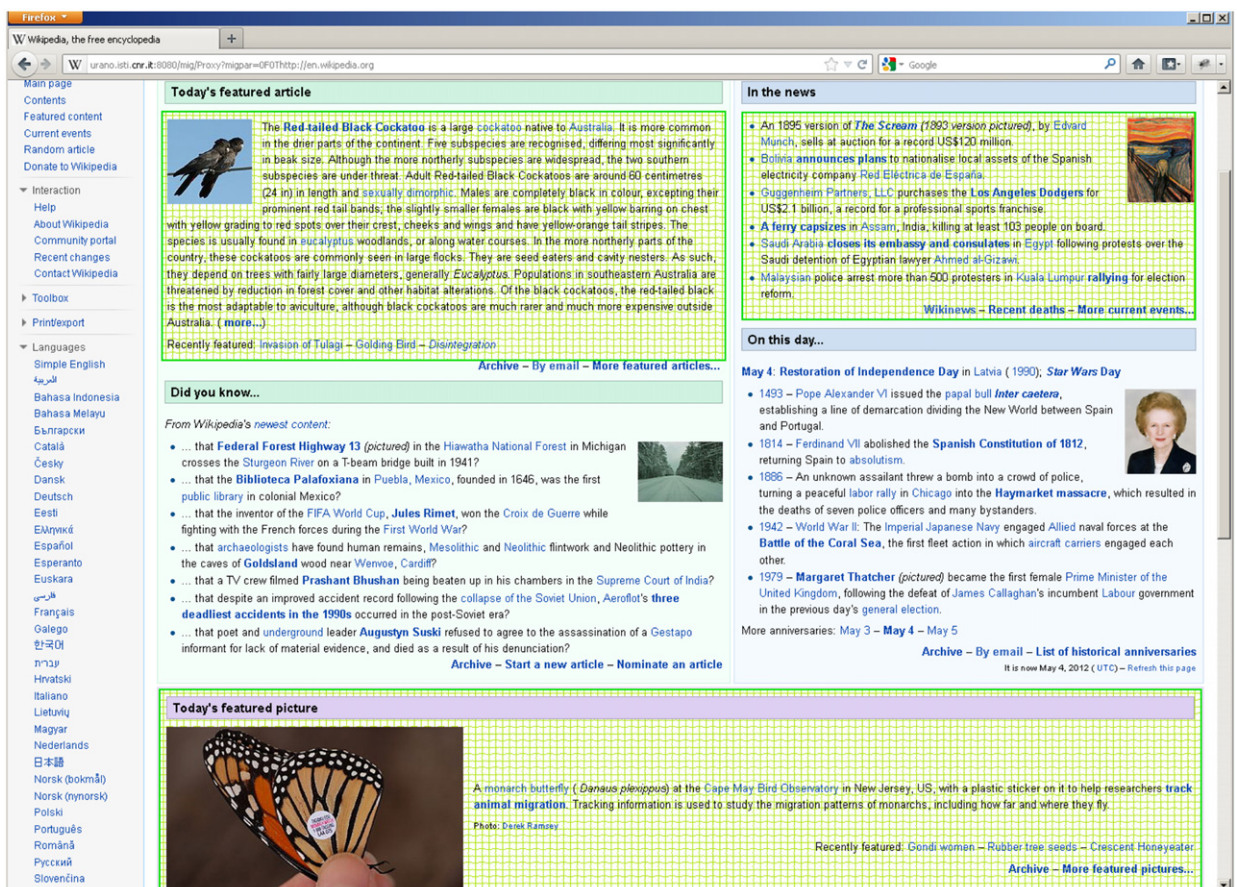 Firefox
Wikipedia, the free encyclopedia
urano.isti.cnr.it:8080/mig/Proxy?migpar=0F0Thttp://en.wikipedia.org
Google
Main page
Contents
Featured content
Current events
Random article
Donate to Wikipedia
Interaction
Help
About Wikipedia
Community portal
Recent changes
Contact Wikipedia
Toolbox
Print/export
Languages
Simple English
العربية
Bahasa Indonesia
Bahasa Melayu
Български
Català
Česky
Dansk
Deutsch
Eesti
Ελληνικά
Español
Esperanto
Euskara
فارسی
Français
Galego
한국어
עברית
Hrvatski
Italiano
Lietuvių
Magyar
Nederlands
日本語
Norsk (bokmål)
Norsk (nynorsk)
Polski
Português
Română
Русский
Slovenčina
Today's featured article
The Red-tailed Black Cockatoo is a large cockatoo native to Australia. It is more common
in the drier parts of the continent. Five subspecies are recognised, differing most significantly
in beak size. Although the more northerly subspecies are widespread, the two southern
subspecies are under threat. Adult Red-tailed Black Cockatoos are around 60 centimetres
(24 in) in length and sexually dimorphic. Males are completely black in colour, excepting their
prominent red tail bands; the slightly smaller females are black with yellow barring on chest
with yellow grading to red spots over their crest, cheeks and wings and have yellow-orange tail stripes. The
species is usually found in eucalyptus woodlands, or along water courses. In the more northerly parts of the
country, these cockatoos are commonly seen in large flocks. They are seed eaters and cavity nesters. As such,
they depend on trees with fairly large diameters, generally Eucalyptus. Populations in southeastern Australia are
threatened by reduction in forest cover and other habitat alterations. Of the black cockatoos, the red-tailed black
is the most adaptable to aviculture, although black cockatoos are much rarer and much more expensive outside
Australia. ( more...)
Recently featured: Invasion of Tulagi – Golding Bird – Disintegration
Archive – By email – More featured articles...
Did you know...
From Wikipedia's newest content:
... that Federal Forest Highway 13 (pictured) in the Hiawatha National Forest in Michigan
crosses the Sturgeon River on a T-beam bridge built in 1941?
... that the Biblioteca Palafoxiana in Puebla, Mexico, founded in 1646, was the first
public library in colonial Mexico?
... that the inventor of the FIFA World Cup, Jules Rimet, won the Croix de Guerre while
fighting with the French forces during the First World War?
... that archaeologists have found human remains, Mesolithic and Neolithic flintwork and Neolithic pottery in
the caves of Goldsland wood near Wenvoe, Cardiff?
... that a TV crew filmed Prashant Bhushan being beaten up in his chambers in the Supreme Court of India?
... that despite an improved accident record following the collapse of the Soviet Union, Aeroflot's three
deadliest accidents in the 1990s occurred in the post-Soviet era?
... that poet and underground leader Augustyn Suski refused to agree to the assassination of a Gestapo
informant for lack of material evidence, and died as a result of his denunciation?
Archive – Start a new article – Nominate an article
In the news
An 1895 version of The Scream (1893 version pictured), by Edvard
Munch, sells at auction for a record US$120 million.
Bolivia announces plans to nationalise local assets of the Spanish
electricity company Red Eléctrica de España.
Guggenheim Partners, LLC purchases the Los Angeles Dodgers for
US$2.1 billion, a record for a professional sports franchise.
A ferry capsizes in Assam, India, killing at least 103 people on board.
Saudi Arabia closes its embassy and consulates in Egypt following protests over the
Saudi detention of Egyptian lawyer Ahmed al-Gizawi.
Malaysian police arrest more than 500 protesters in Kuala Lumpur rallying for election
reform.
Wikinews – Recent deaths – More current events...
On this day...
May 4: Restoration of Independence Day in Latvia ( 1990); Star Wars Day
1493 – Pope Alexander VI issued the papal bull Inter caetera,
establishing a line of demarcation dividing the New World between Spain
and Portugal.
1814 – Ferdinand VII abolished the Spanish Constitution of 1812,
returning Spain to absolutism.
1886 – An unknown assailant threw a bomb into a crowd of police,
turning a peaceful labor rally in Chicago into the Haymarket massacre, which resulted in
the deaths of seven police officers and many bystanders.
1942 – World War II: The Imperial Japanese Navy engaged Allied naval forces at the
Battle of the Coral Sea, the first fleet action in which aircraft carriers engaged each
other.
1979 – Margaret Thatcher (pictured) became the first female Prime Minister of the
United Kingdom, following the defeat of James Callaghan's incumbent Labour government
in the previous day's general election.
More anniversaries: May 3 – May 4 – May 5
Archive – By email – List of historical anniversaries
It is now May 4, 2012 ( UTC) – Refresh this page
Today's featured picture
A monarch butterfly ( Danaus plexippus) at the Cape May Bird Observatory in New Jersey, US, with a plastic sticker on it to help researchers track
animal migration. Tracking information is used to study the migration patterns of monarchs, including how far and where they fly.
Photo: Derek Ramsey
Recently featured: Gondi women – Rubber tree seeds – Crescent Honeyeater
Archive – More featured pictures...